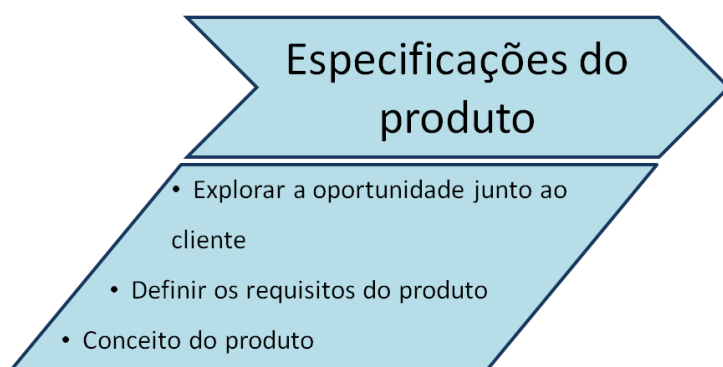 Especificações do
produto
• Explorar a oportunidade junto ao
cliente
• Definir os requisitos do produto
• Conceito do produto